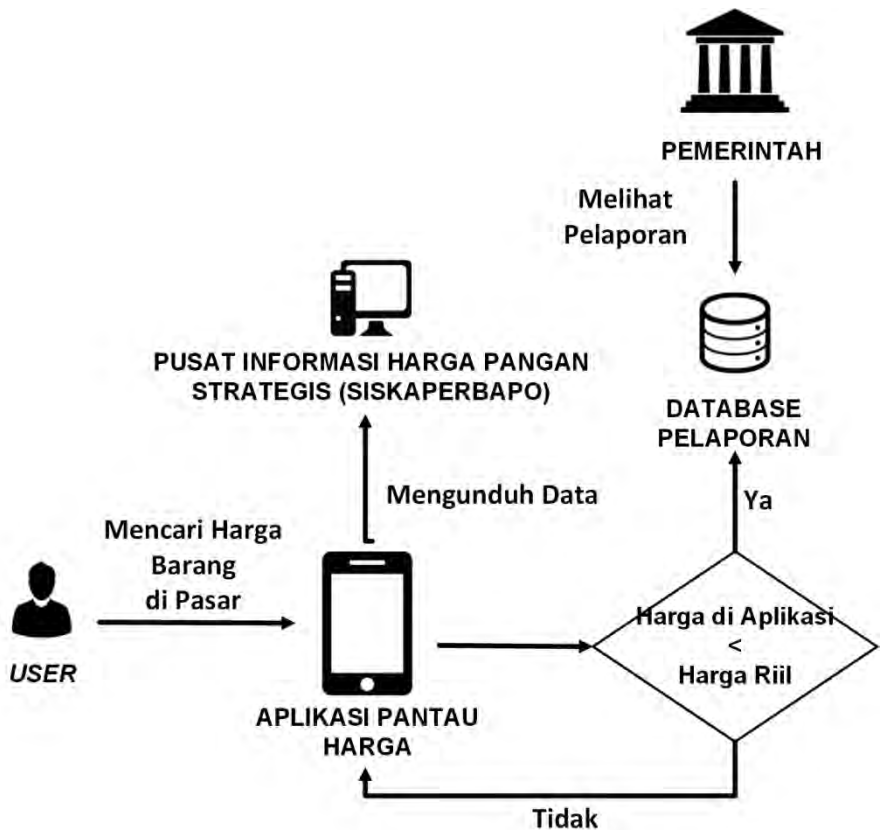 PEMERINTAH
Melihat
Pelaporan
PUSAT INFORMASI HARGA PANGAN
STRATEGIS (SISKAPERBAPO)
DATABASE
PELAPORAN
Mengunduh Data
Ya
Mencari Harga
Barang
di Pasar
USER
Harga di Aplikasi
<
Harga Riil
APLIKASI PANTAU
HARGA
Tidak